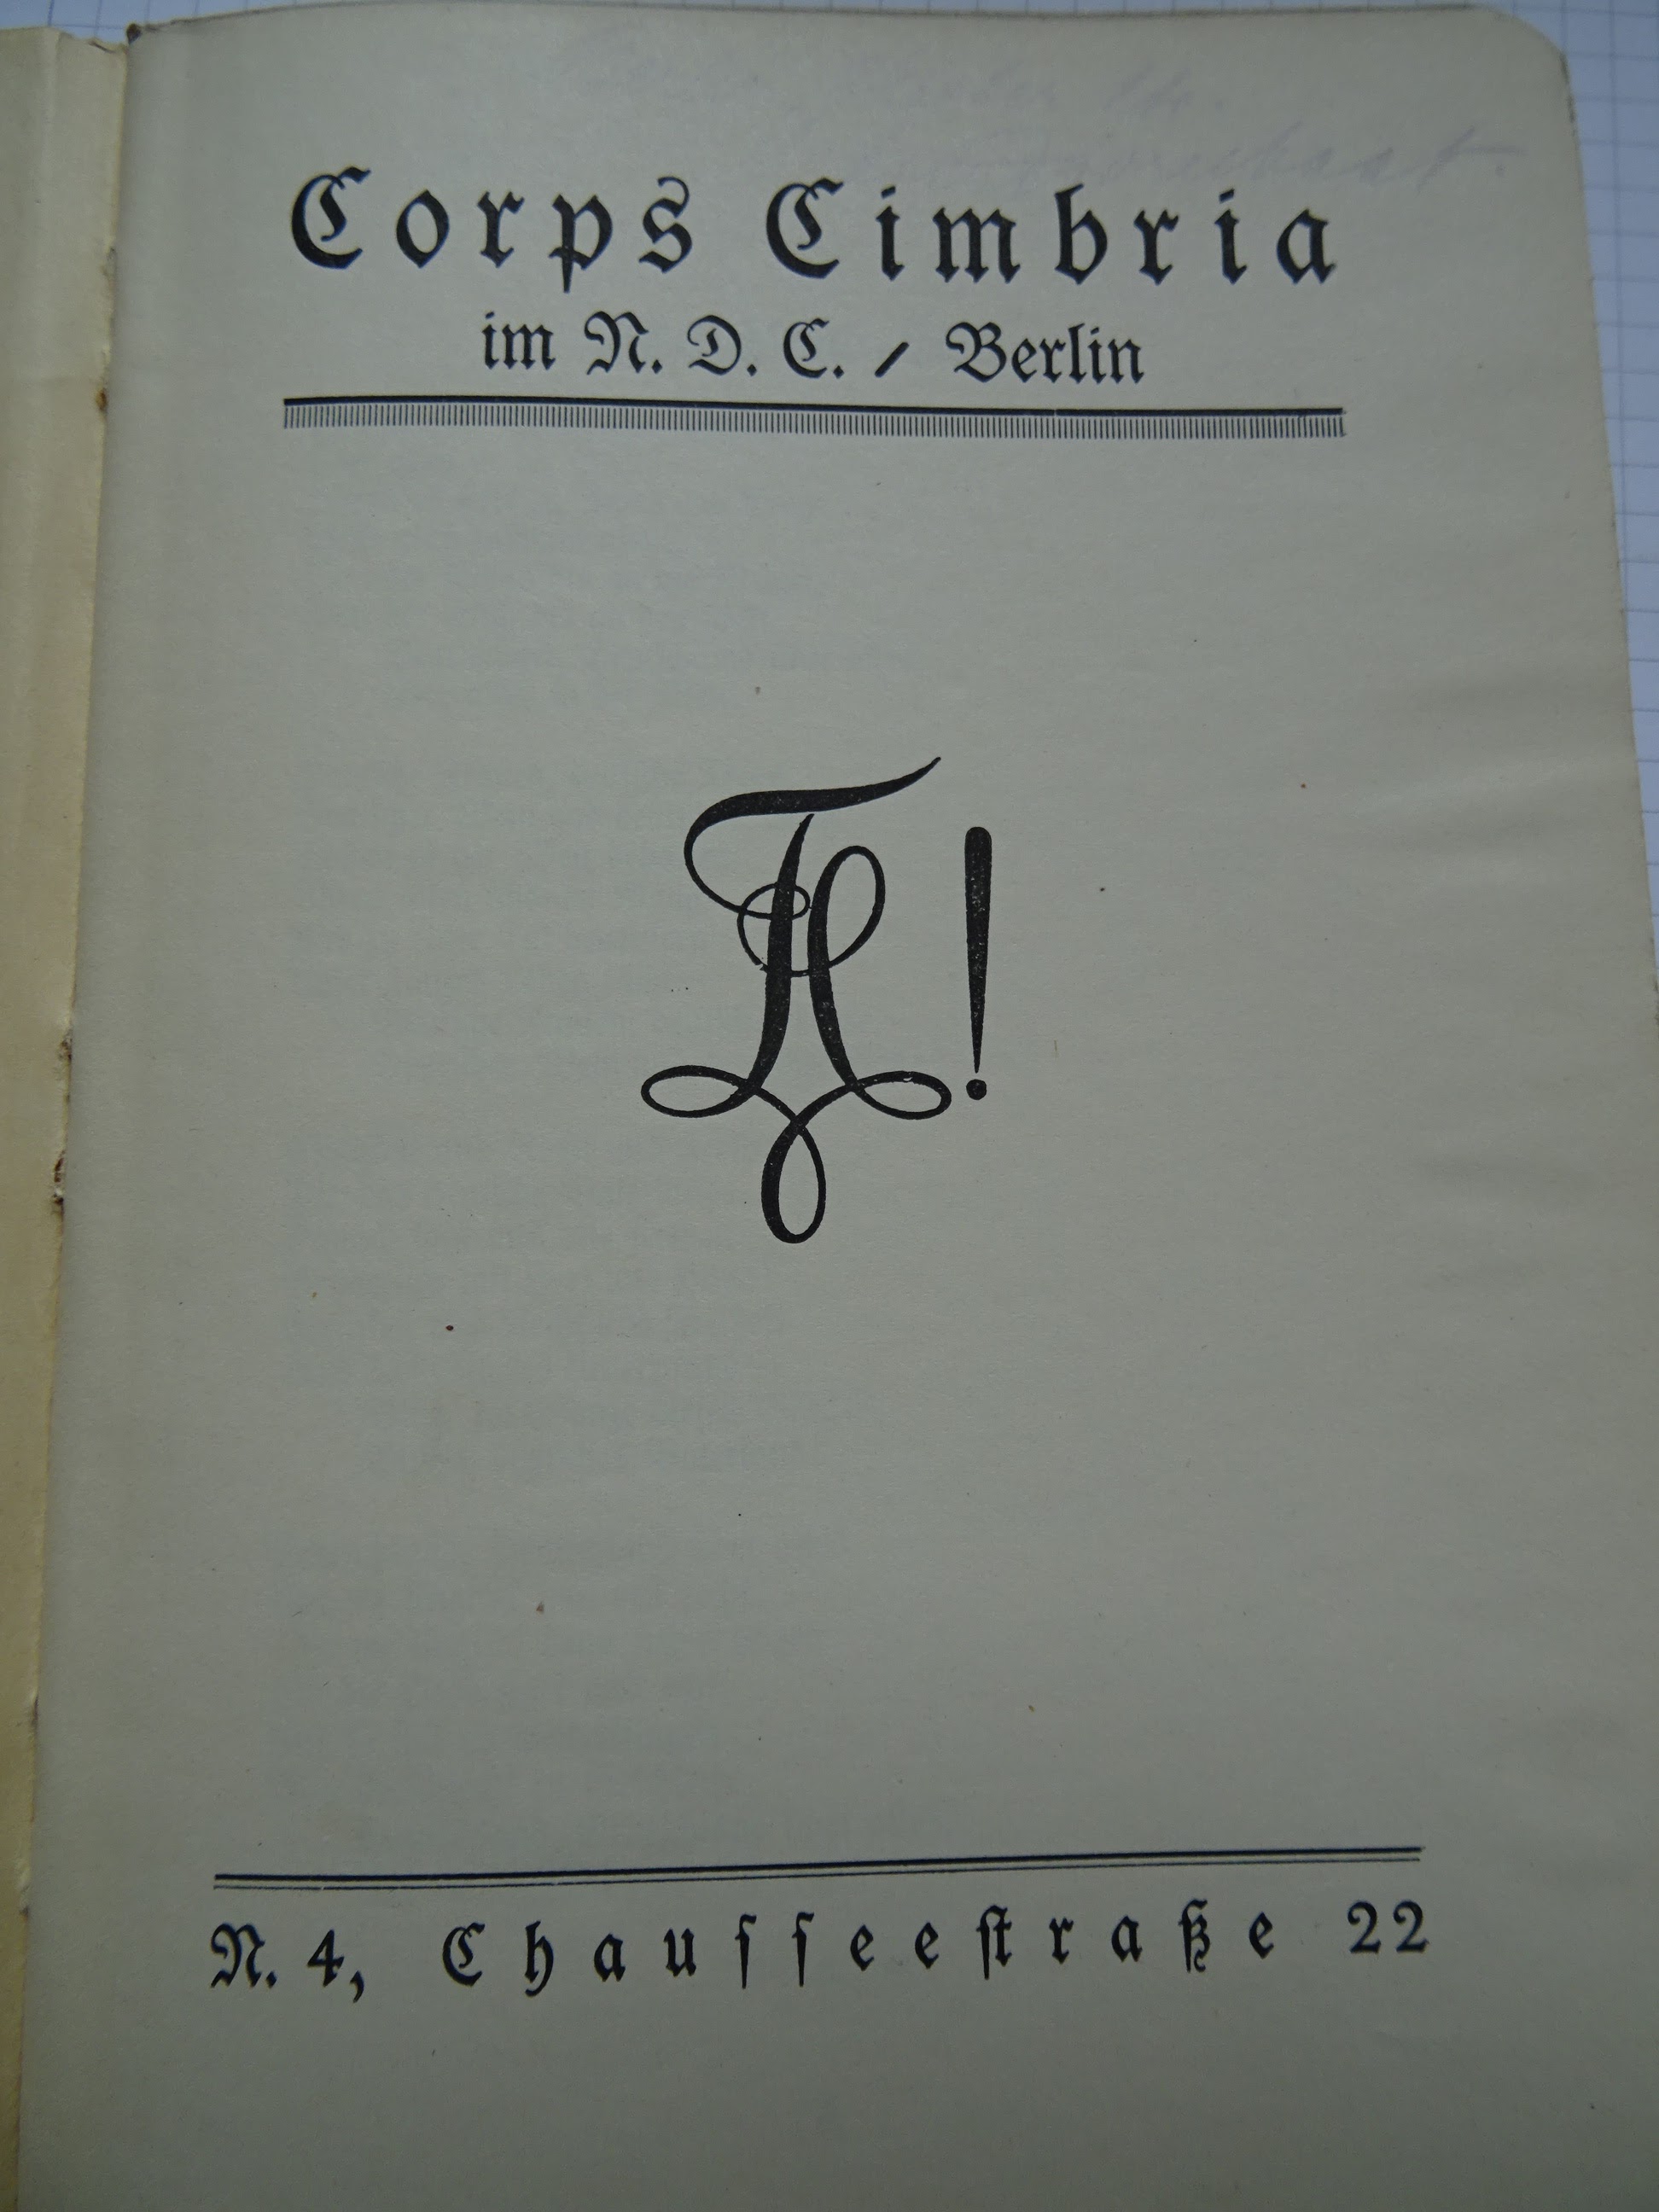 Corps Cimbria
im N. D. C. / Berlin
!
N. 4, Chauſſeeſtraße 22